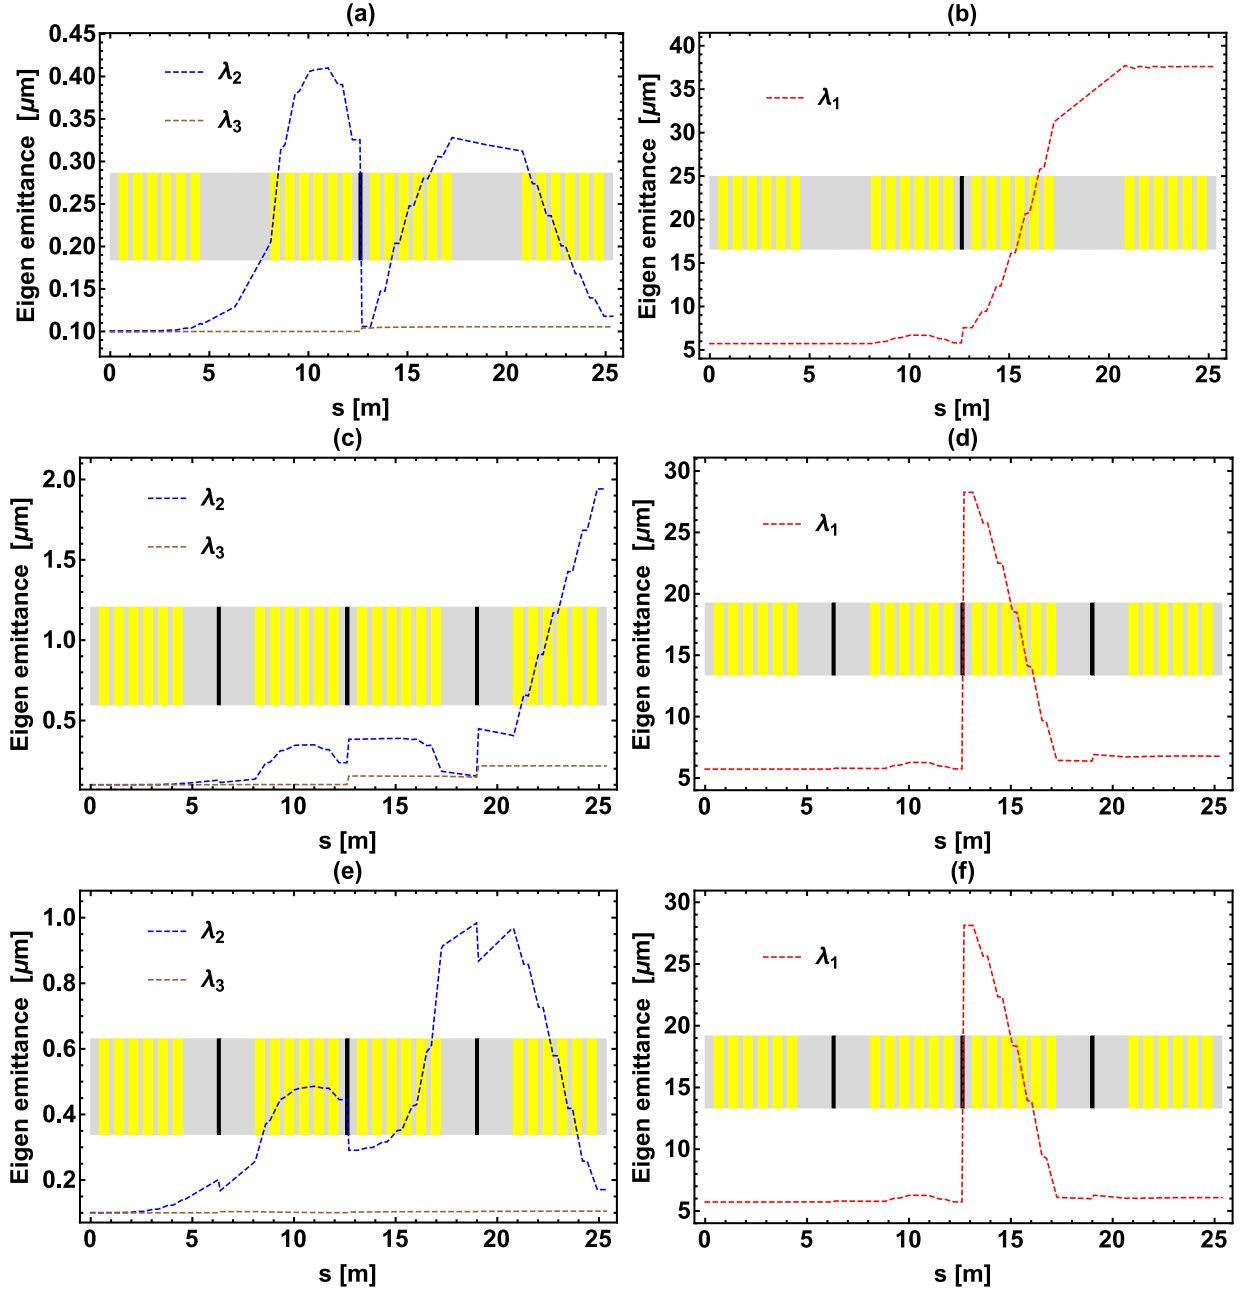 (a)
Eigen emittance [μm]
0.45
0.40
0.35
0.30
0.25
0.20
0.15
0.10
λ2
λ3
0 5 10 15 20 25
s [m]
(b)
Eigen emittance [μm]
40
35
30
25
20
15
10
5
λ1
0 5 10 15 20 25
s [m]
(c)
Eigen emittance [μm]
2.0
1.5
1.0
0.5
λ2
λ3
0 5 10 15 20 25
s [m]
(d)
Eigen emittance [μm]
30
25
20
15
10
5
λ1
0 5 10 15 20 25
s [m]
(e)
Eigen emittance [μm]
1.0
0.8
0.6
0.4
0.2
λ2
λ3
0 5 10 15 20 25
s [m]
(f)
Eigen emittance [μm]
30
25
20
15
10
5
λ1
0 5 10 15 20 25
s [m]